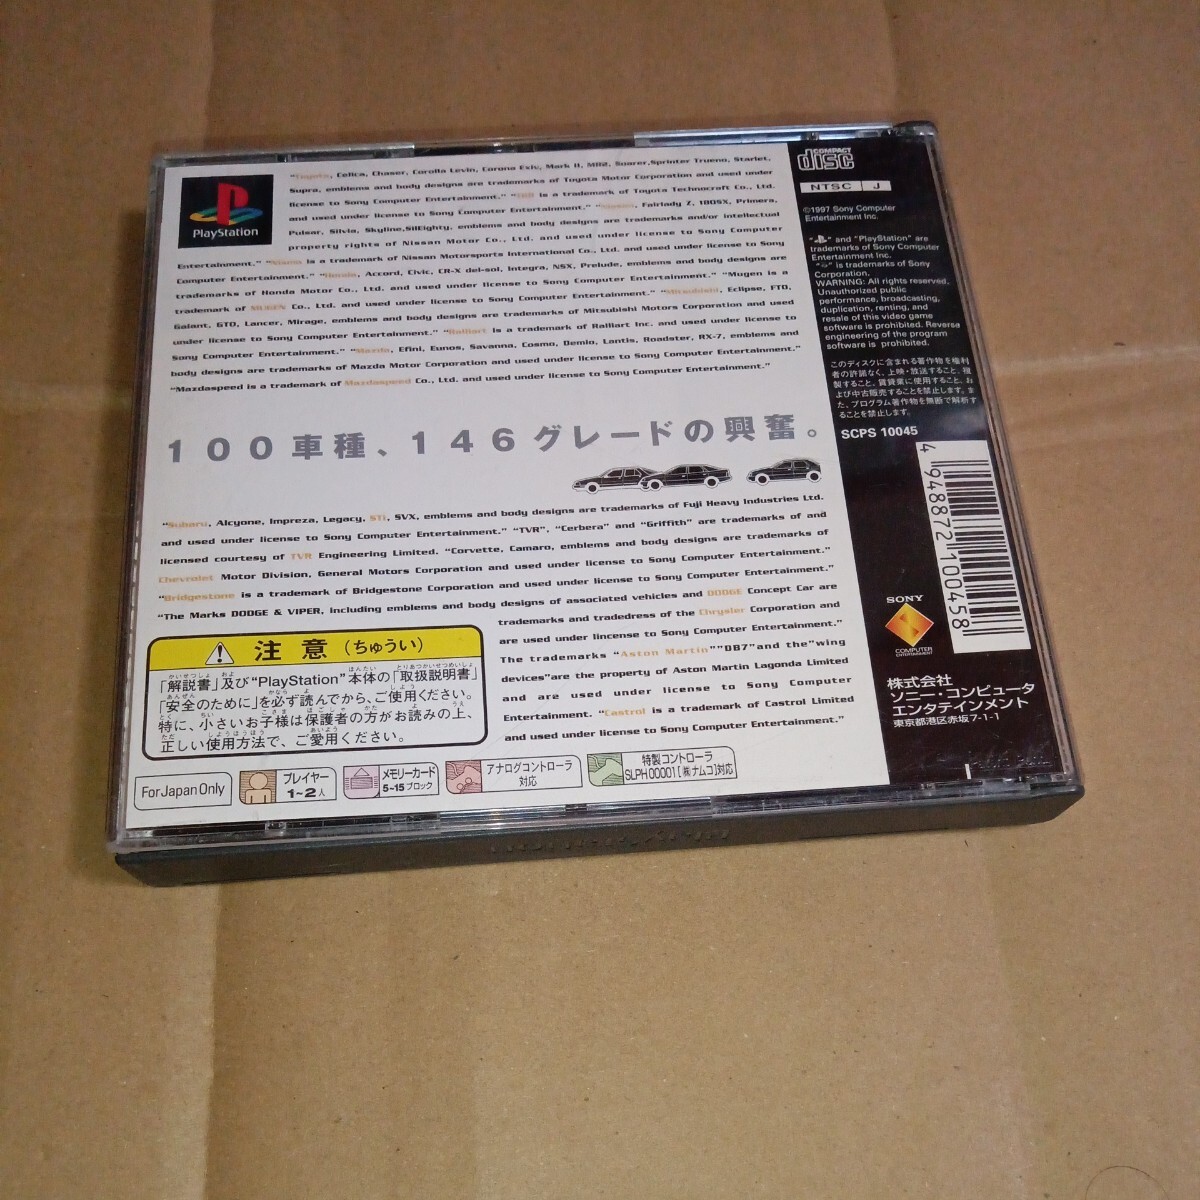 PlayStation
"Toyota, Celica, Chaser, Corolla Levin, Corona Exiv, Mark II, MR2, Soarer,Sprinter Trueno, Starlet,
Supra, emblems and body designs are trademarks of Toyota Motor Corporation and used under
license to Sony Computer Entertainment." "TRD is a trademark of Toyota Technocraft Co., Ltd.
and used under license to Sony Computer Entertainment." "Nissan, Fairlady Z, 180SX, Primera,
Pulsar, Silvia, Skyline,SilEighty, emblems and body designs are trademarks and/or intellectual
property rights of Nissan Motor Co., Ltd. and used under license to Sony Computer
Entertainment." "Nismo is a trademark of Nissan Motorsports International Co., Ltd. and used under license to Sony
Computer Entertainment." "Honda, Accord, Civic, CR-X del-sol, Integra, NSX, Prelude, emblems and body designs are
trademarks of Honda Motor Co., Ltd. and used under license to Sony Computer Entertainment." "Mugen is a
trademark of MUGEN Co., Ltd. and used under license to Sony Computer Entertainment." "Mitsubishi, Eclipse, FTO,
Galant, GTO, Lancer, Mirage, emblems and body designs are trademarks of Mitsubishi Motors Corporation and used
under license to Sony Computer Entertainment." "Ralliart is a trademark of Ralliart Inc. and used under license to
Sony Computer Entertainment." "Mazda, Efini, Eunos, Savanna, Cosmo, Demio, Lantis, Roadster, RX-7, emblems and
body designs are trademarks of Mazda Motor Corporation and used under license to Sony Computer Entertainment."
"Mazdaspeed is a trademark of Mazdaspeed Co., Ltd. and used under license to Sony Computer Entertainment."
100車種、146グレードの興奮。
"Subaru, Alcyone, Impreza, Legacy, STi, SVX, emblems and body designs are trademarks of Fuji Heavy Industries Ltd.
and used under license to Sony Computer Entertainment." "TVR", "Cerbera" and "Griffith" are trademarks of and
licensed courtesy of TVR Engineering Limited. "Corvette, Camaro, emblems and body designs are trademarks of
Chevrolet Motor Division, General Motors Corporation and used under license to Sony Computer Entertainment."
"Bridgestone is a trademark of Bridgestone Corporation and used under license to Sony Computer Entertainment."
"The Marks DODGE & VIPER, including emblems and body designs of associated vehicles and DODGE Concept Car are
trademarks and tradedress of the Chrysler Corporation and
are used under lincense to Sony Computer Entertainment."
The trademarks "Aston Martin""DB7"and the"wing
devices"are the property of Aston Martin Lagonda Limited
and are used under license to Sony Computer
Entertainment. "Castrol is a trademark of Castrol Limited
and used under license to Sony Computer Entertainment."
注意（ちゅうい）
「解説書」及び"PlayStation"本体の「取扱説明書」
「安全のために」を必ず読んでから、ご使用ください。
特に、小さいお子様は保護者の方がお読みの上、
正しい使用方法で、ご愛用ください。
For Japan Only
プレイヤー
1〜2人
メモリーカード
5-15ブロック
アナログコントローラ
対応
特製コントローラ
SLPH 00001[㈱ナムコ]対応
COMPACT
disc
NTSC J
©1997 Sony Computer
Entertainment Inc.
" " and "PlayStation" are
trademarks of Sony Computer
Entertainment Inc.
" " is trademark of Sony
Corporation.
WARNING: All rights reserved.
Unauthorized public
performance, broadcasting,
duplication, renting, and
resale of this video game
software is prohibited. Reverse
engineering of the program
software is prohibited.
このディスクに含まれる著作物を権利
者の許諾なく、上映・放送すること、複
製すること、賃貸業に使用すること、お
よび中古販売することを禁止します。ま
た、プログラム著作物を無断で解析す
ることを禁止します。
SCPS 10045
4 948872 100458
SONY
COMPUTER
ENTERTAINMENT
株式会社
ソニー・コンピュータ
エンタテインメント
東京都港区赤坂7-1-1